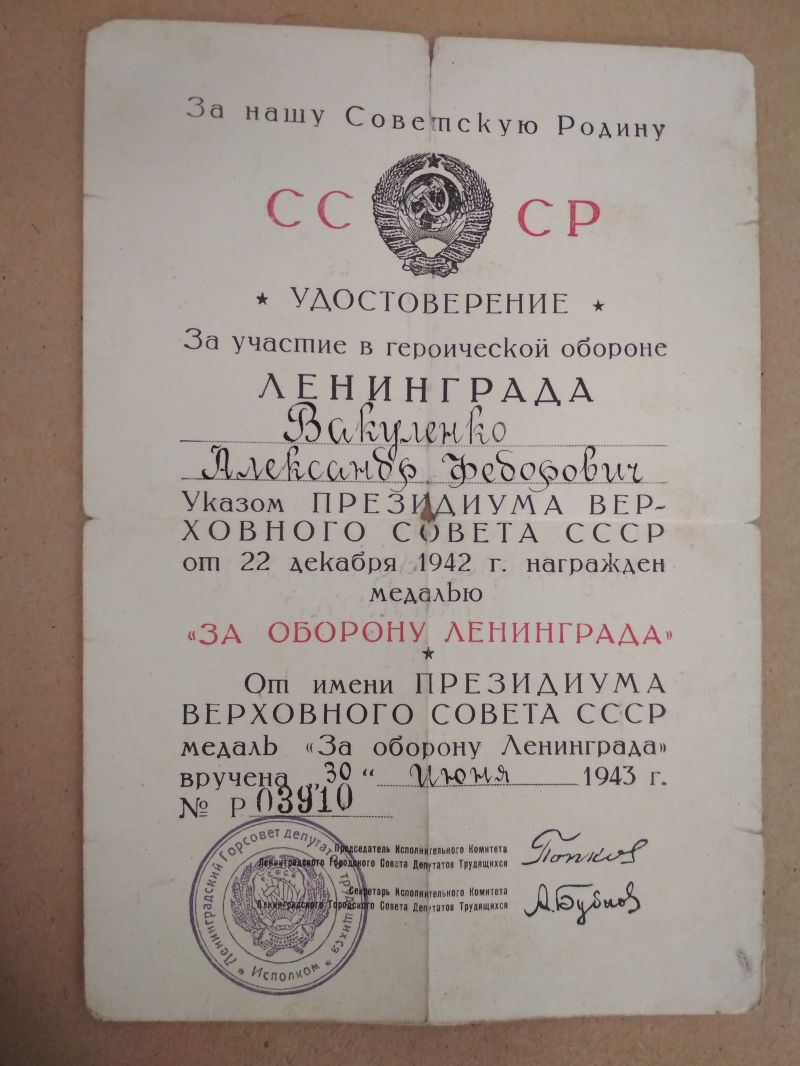 За нашу Советскую Родину
СССР
★ УДОСТОВЕРЕНИЕ ★
За участие в героической обороне
ЛЕНИНГРАДА
Вакуленко
Александр Федорович
Указом ПРЕЗИДИУМА ВЕР-
ХОВНОГО СОВЕТА СССР
от 22 декабря 1942 г. награжден
медалью
«ЗА ОБОРОНУ ЛЕНИНГРАДА»
★
От имени ПРЕЗИДИУМА
ВЕРХОВНОГО СОВЕТА СССР
медаль «За оборону Ленинграда»
вручена „30“ Июня 1943 г.
№ Р 03910
Председатель Исполнительного Комитета
Ленинградского Городского Совета Депутатов Трудящихся
Попков
Секретарь Исполнительного Комитета
Ленинградского Городского Совета Депутатов Трудящихся
А.Бубнов
Ленинградский Горсовет депутатов трудящихся
★ Исполком ★